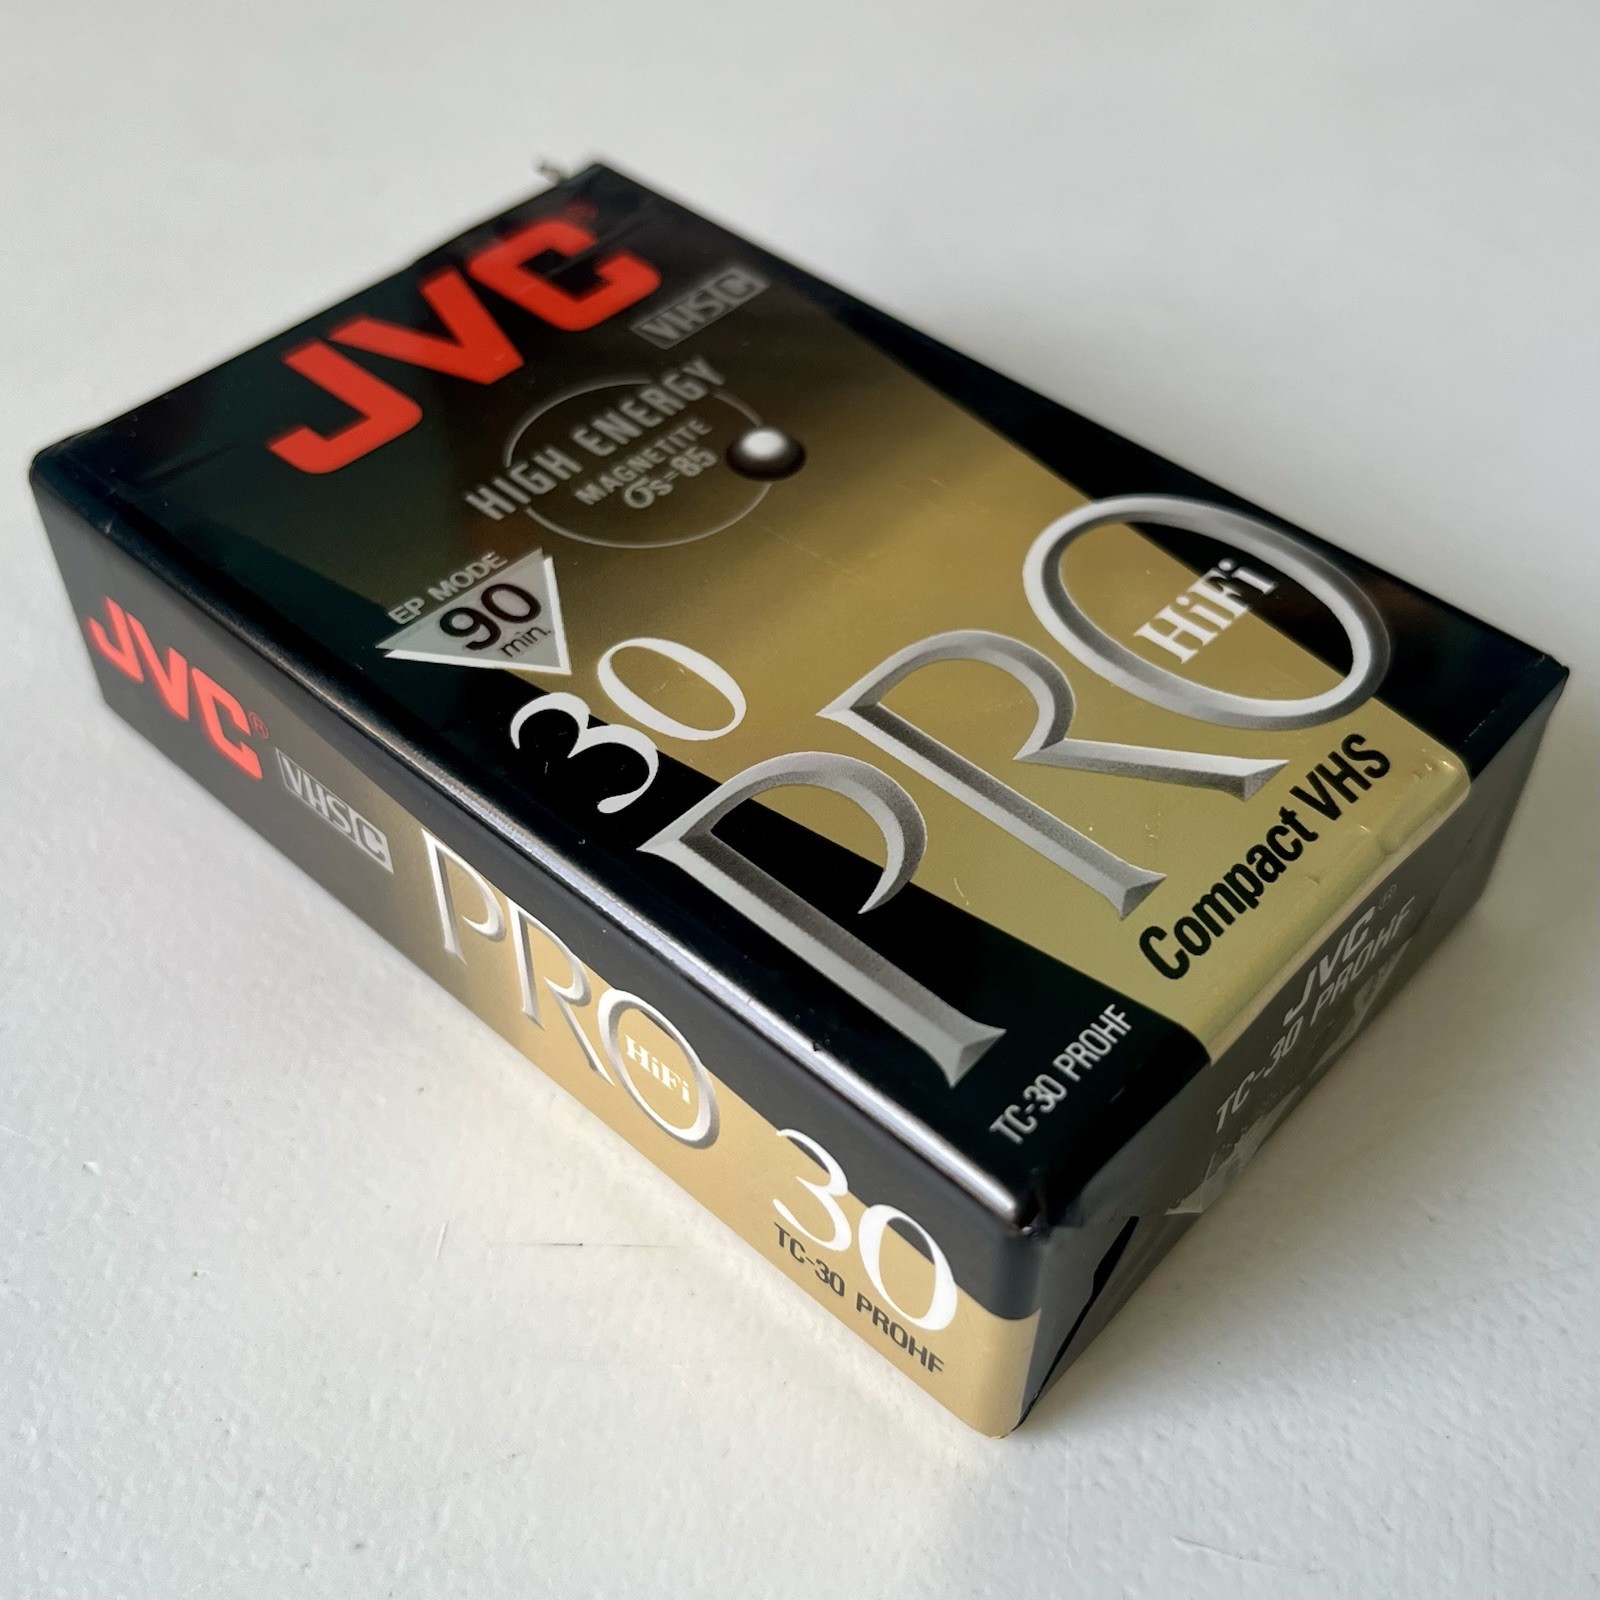 JVC®
VHS C
HIGH ENERGY
MAGNETITE
σs=85
EP MODE
90
min.
30
PRO
HiFi
Compact VHS
TC-30 PROHF
JVC®
VHS C
PRO
HiFi
30
TC-30 PROHF
JVC®
TC-30 PROHF